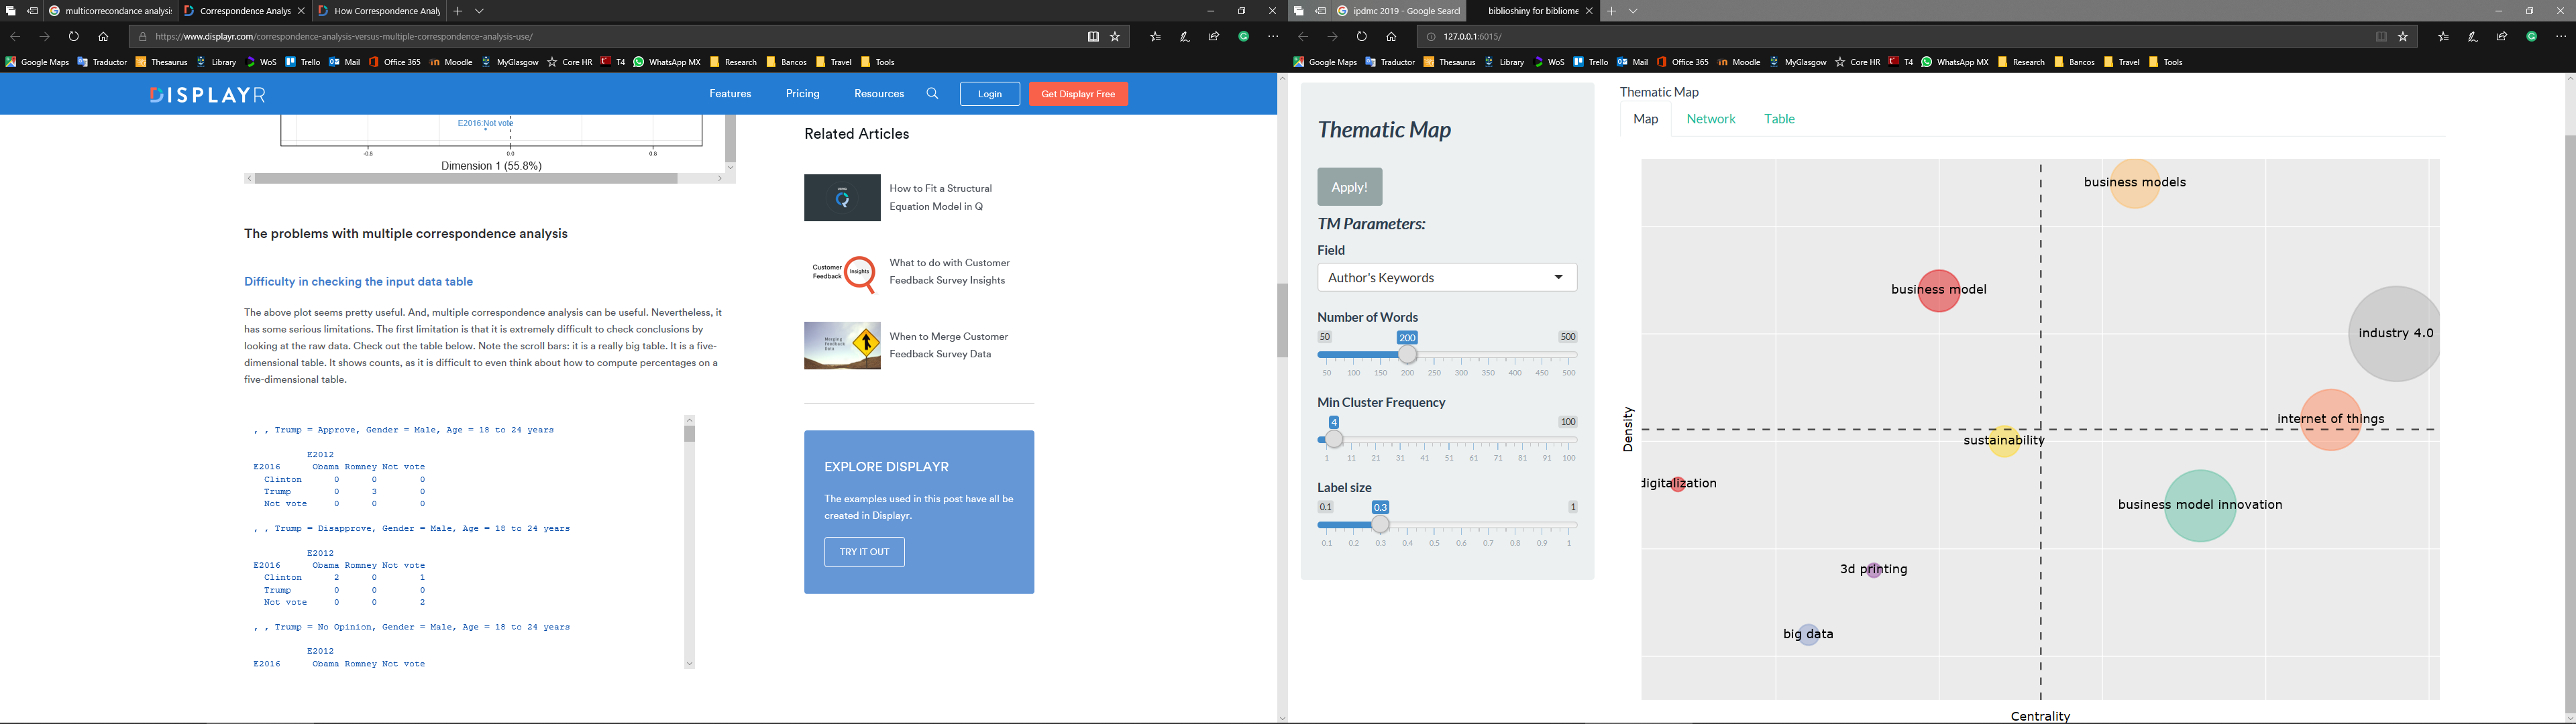 multicorrecondance analysis
Correspondence Analys
How Correspondence Analy
https://www.displayr.com/correspondence-analysis-versus-multiple-correspondence-analysis-use/
Google Maps Traductor Thesaurus Library WoS Trello Mail Office 365 Moodle MyGlasgow Core HR T4 WhatsApp MX Research Bancos Travel Tools
DISPLAYR Features Pricing Resources Login Get Displayr Free
E2016:Not vote
-0.8 0.0 0.8
Dimension 1 (55.8%)
The problems with multiple correspondence analysis
Difficulty in checking the input data table
The above plot seems pretty useful. And, multiple correspondence analysis can be useful. Nevertheless, it
has some serious limitations. The first limitation is that it is extremely difficult to check conclusions by
looking at the raw data. Check out the table below. Note the scroll bars: it is a really big table. It is a five-
dimensional table. It shows counts, as it is difficult to even think about how to compute percentages on a
five-dimensional table.
, , Trump = Approve, Gender = Male, Age = 18 to 24 years
E2012
E2016 Obama Romney Not vote
Clinton 0 0 0
Trump 0 3 0
Not vote 0 0 0
, , Trump = Disapprove, Gender = Male, Age = 18 to 24 years
E2012
E2016 Obama Romney Not vote
Clinton 2 0 1
Trump 0 0 0
Not vote 0 0 2
, , Trump = No Opinion, Gender = Male, Age = 18 to 24 years
E2012
E2016 Obama Romney Not vote
Related Articles
How to Fit a Structural
Equation Model in Q
Customer
Feedback
Insights
What to do with Customer
Feedback Survey Insights
Merging
Feedback
Data
When to Merge Customer
Feedback Survey Data
EXPLORE DISPLAYR
The examples used in this post have all be
created in Displayr.
TRY IT OUT
ipdmc 2019 - Google Searcl
biblioshiny for bibliome
127.0.0.1:6015/
Google Maps Traductor Thesaurus Library WoS Trello Mail Office 365 Moodle MyGlasgow Core HR T4 WhatsApp MX Research Bancos Travel Tools
Thematic Map
Apply!
TM Parameters:
Field
Author's Keywords
Number of Words
50 200 500
50 100 150 200 250 300 350 400 450 500
Min Cluster Frequency
4 100
1 11 21 31 41 51 61 71 81 91 100
Label size
0.1 0.3 1
0.1 0.2 0.3 0.4 0.5 0.6 0.7 0.8 0.9 1
Thematic Map
Map Network Table
business models
business model
industry 4.0
internet of things
sustainability
digitalization
business model innovation
3d printing
big data
Density
Centrality